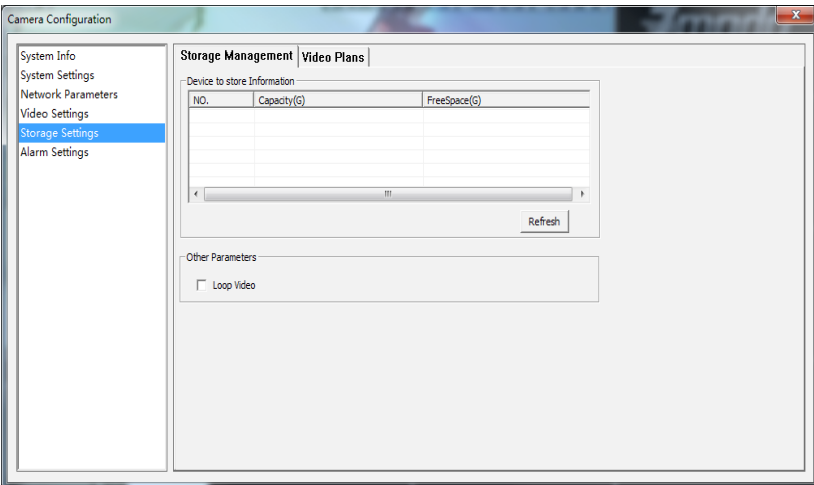 Camera Configuration
System Info
System Settings
Network Parameters
Video Settings
Storage Settings
Alarm Settings
Storage Management
Video Plans
Device to store Information
NO. Capacity(G) FreeSpace(G)
Refresh
Other Parameters
Loop Video